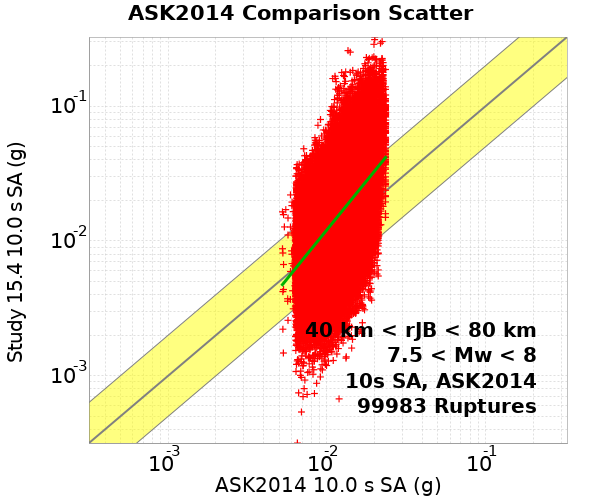 ASK2014 Comparison Scatter
Study 15.4 10.0 s SA (g)
10⁻¹
10⁻²
10⁻³
40 km < rJB < 80 km
7.5 < Mw < 8
10s SA, ASK2014
99983 Ruptures
10⁻³ 10⁻² 10⁻¹
ASK2014 10.0 s SA (g)